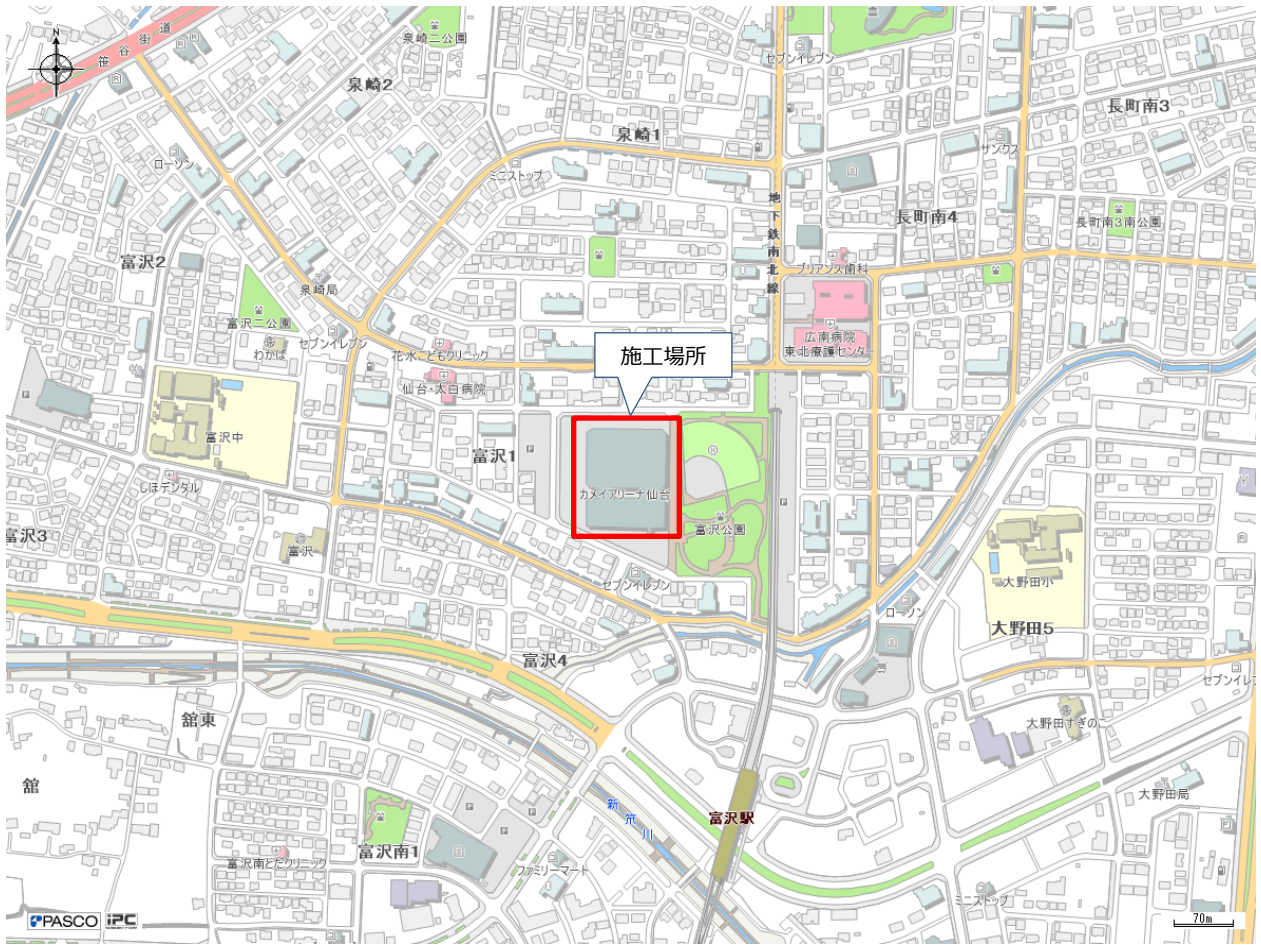 N
笹谷街道
泉崎二公園
セブンイレブン
泉崎2
長町南3
泉崎1
サンクス
ローソン
ミニストップ
地下鉄南北線
長町南4
長町南3南公園
富沢2
ブリアンス歯科
泉崎局
富沢二公園
わかば
セブンイレブン
花水こどもクリニック
施工場所
広南病院
東北療護センター
仙台・太白病院
富沢中
富沢1
しほデンタル
カメイアリーナ仙台
富沢公園
富沢3
富沢
セブンイレブン
大野田小
ローソン
大野田5
富沢4
セブンイレブ
舘東
大野田すぎのこ
舘
新笊川
富沢駅
大野田局
富沢南1
富沢南とだクリニック
ファミリーマート
ミニストップ
PASCO iPC
70m